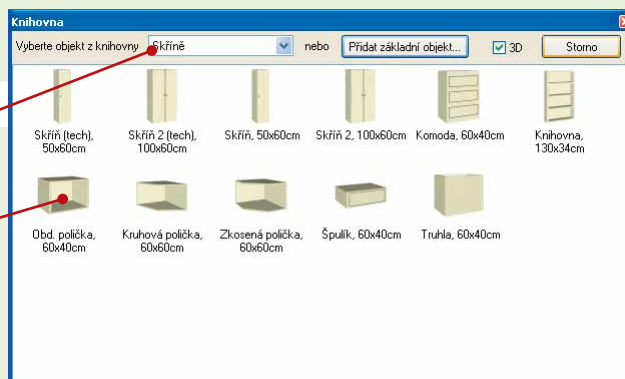 Knihovna
Vyberte objekt z knihovny Skříně nebo Přidat základní objekt... 3D Storno
Skříň (tech), 50x60cm
Skříň 2 (tech), 100x60cm
Skříň, 50x60cm
Skříň 2, 100x60cm
Komoda, 60x40cm
Knihovna, 130x34cm
Obd. polička, 60x40cm
Kruhová polička, 60x60cm
Zkosená polička, 60x60cm
Špulík, 60x40cm
Truhla, 60x40cm